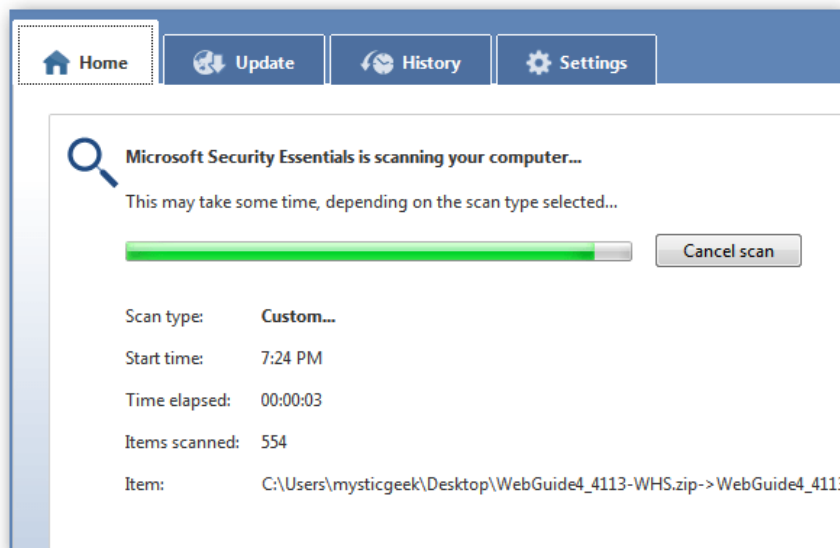 Home Update History Settings
Microsoft Security Essentials is scanning your computer...
This may take some time, depending on the scan type selected...
Cancel scan
Scan type: Custom...
Start time: 7:24 PM
Time elapsed: 00:00:03
Items scanned: 554
Item: C:\Users\mysticgeek\Desktop\WebGuide4_4113-WHS.zip->WebGuide4_4113